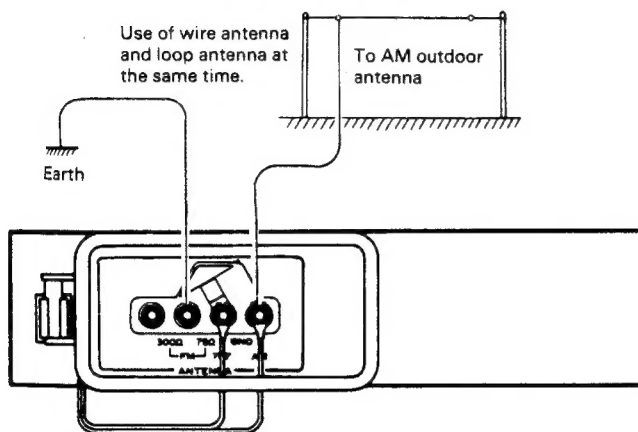 Use of wire antenna
and loop antenna at
the same time.
To AM outdoor
antenna
Earth
300Ω 75Ω GND
FM
ANTENNA